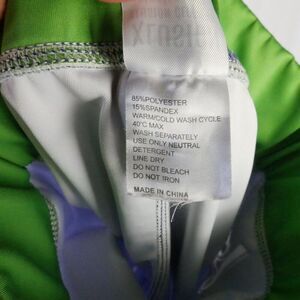 85%POLYESTER
15%SPANDEX
WARM/COLD WASH CYCLE
40°C MAX
WASH SEPARATELY
USE ONLY NEUTRAL
DETERGENT
LINE DRY
DO NOT BLEACH
DO NOT IRON
MADE IN CHINA